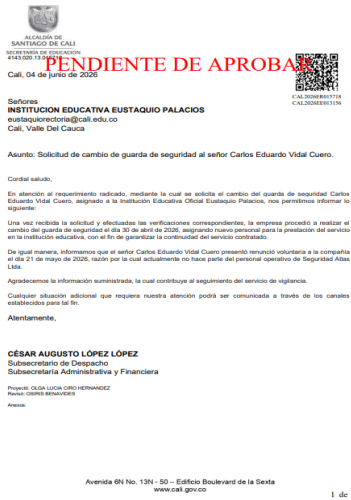 ALCALDÍA DE
SANTIAGO DE CALI
SECRETARÍA DE EDUCACIÓN
4143.020.13.
PENDIENTE DE APROBAR
CAL2026ER013718
CAL2026EE013156
Cali, 04 de junio de 2026
Señores
INSTITUCION EDUCATIVA EUSTAQUIO PALACIOS
eustaquiorectoria@cali.edu.co
Cali, Valle Del Cauca
Asunto: Solicitud de cambio de guarda de seguridad al señor Carlos Eduardo Vidal Cuero.
Cordial saludo,
En atención al requerimiento radicado, mediante la cual se solicita el cambio del guarda de seguridad Carlos
Eduardo Vidal Cuero, asignado a la Institución Educativa Oficial Eustaquio Palacios, nos permitimos informar lo
siguiente:
Una vez recibida la solicitud y efectuadas las verificaciones correspondientes, la empresa procedió a realizar el
cambio del guarda de seguridad el día 30 de abril de 2026, asignando nuevo personal para la prestación del servicio
en la institución educativa, con el fin de garantizar la continuidad del servicio contratado.
De igual manera, informamos que el señor Carlos Eduardo Vidal Cuero presentó renunció voluntaria a la compañía
el día 21 de mayo de 2026, razón por la cual actualmente no hace parte del personal operativo de Seguridad Atlas
Ltda.
Agradecemos la información suministrada, la cual contribuye al seguimiento del servicio de vigilancia.
Cualquier situación adicional que requiera nuestra atención podrá ser comunicada a través de los canales
establecidos para tal fin.
Atentamente,
CÉSAR AUGUSTO LÓPEZ LÓPEZ
Subsecretario de Despacho
Subsecretaría Administrativa y Financiera
Proyectó: OLGA LUCIA CIRO HERNANDEZ
Revisó: OSIRIS BENAVIDES
Anexos:
Avenida 6N No. 13N - 50 – Edificio Boulevard de la Sexta
www.cali.gov.co
1 de